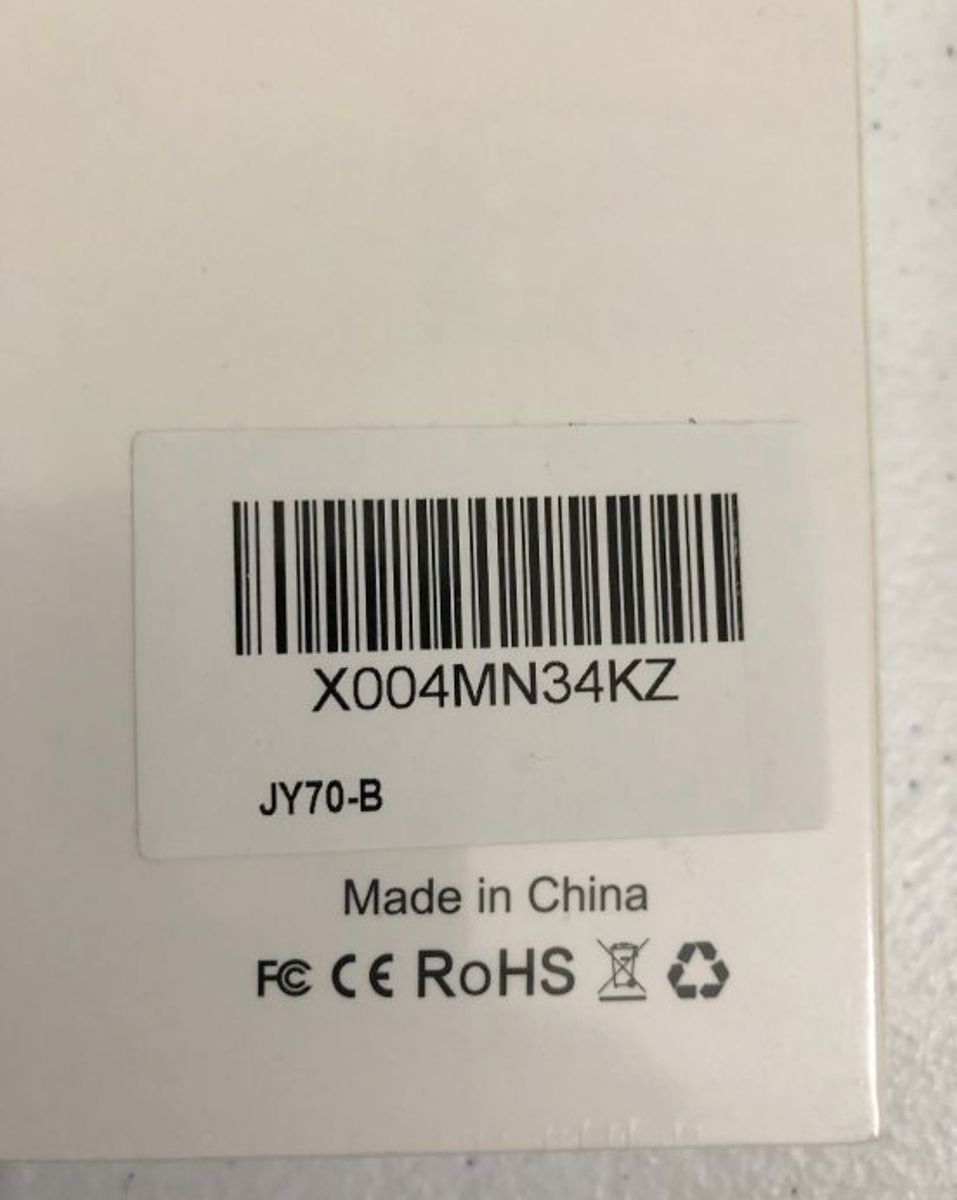 X004MN34KZ
JY70-B
Made in China
FC CE RoHS